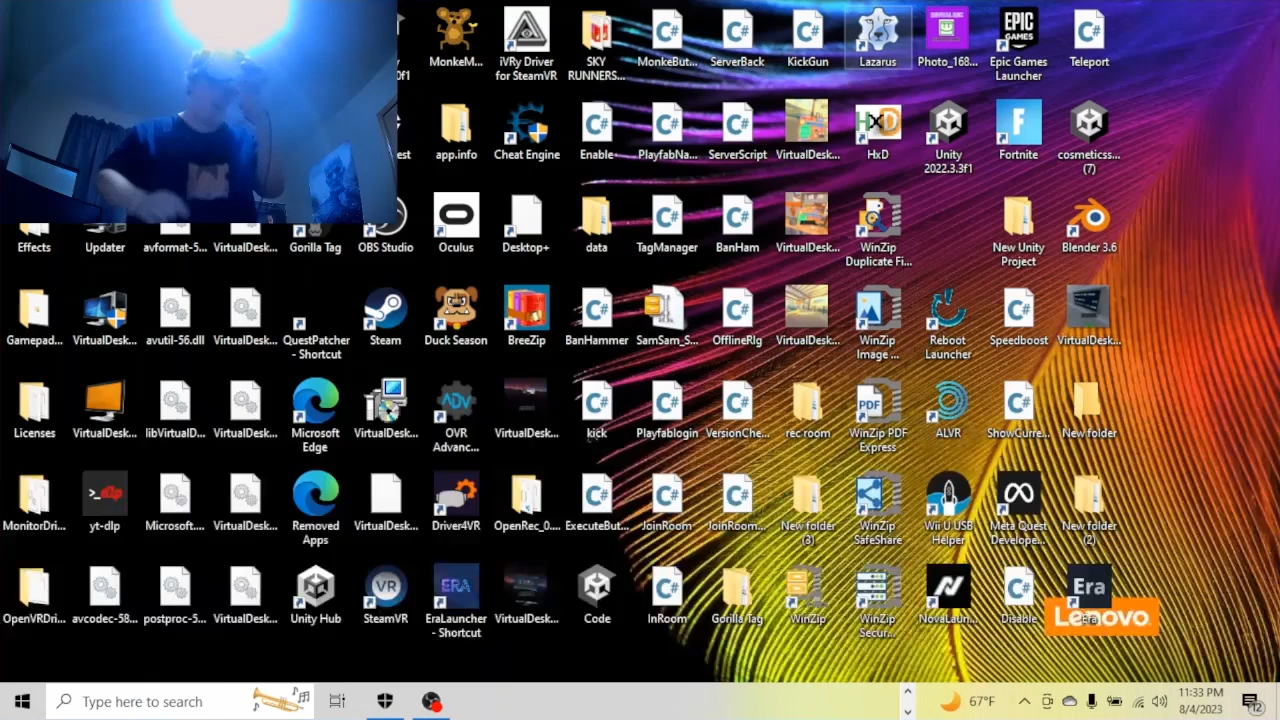 MonkeM...
iVRy Driver
for SteamVR
SKY
RUNNERS...
MonkeBut...
ServerBack
KickGun
Lazarus
Photo_168...
Epic Games
Launcher
Teleport
app.info
Cheat Engine
Enable
PlayfabNa...
ServerScript
VirtualDesk...
HxD
Unity
2022.3.3f1
Fortnite
cosmeticss...
(7)
Effects
Updater
avformat-5...
VirtualDesk...
Gorilla Tag
OBS Studio
Oculus
Desktop+
data
TagManager
BanHam
VirtualDesk...
WinZip
Duplicate Fi...
New Unity
Project
Blender 3.6
Gamepad...
VirtualDesk...
avutil-56.dll
VirtualDesk...
QuestPatcher
- Shortcut
Steam
Duck Season
BreeZip
BanHammer
SamSam_S...
OfflineRIg
VirtualDesk...
WinZip
Image ...
Reboot
Launcher
Speedboost
VirtualDesk...
Licenses
VirtualDesk...
libVirtualD...
VirtualDesk...
Microsoft
Edge
VirtualDesk...
OVR
Advanc...
VirtualDesk...
kick
Playfablogin
VersionChe...
rec room
WinZip PDF
Express
ALVR
ShowCurre...
New folder
MonitorDri...
yt-dlp
Microsoft....
VirtualDesk...
Removed
Apps
VirtualDesk...
Driver4VR
OpenRec_0....
ExecuteBut...
JoinRoom
JoinRoom...
New folder
(3)
WinZip
SafeShare
Wii U USB
Helper
Meta Quest
Develope...
New folder
(2)
OpenVRDri...
avcodec-58...
postproc-5...
VirtualDesk...
Unity Hub
SteamVR
EraLauncher
- Shortcut
VirtualDesk...
Code
InRoom
Gorilla Tag
WinZip
WinZip
Secur...
NovaLaun...
Disable
Era
Lenovo
Type here to search
67°F
11:33 PM
8/4/2023
12